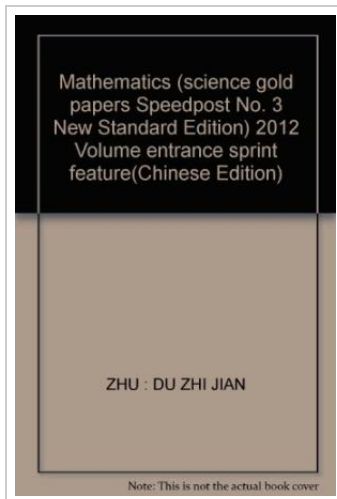 Mathematics (science gold
papers Speedpost No. 3
New Standard Edition) 2012
Volume entrance sprint
feature(Chinese Edition)
ZHU : DU ZHI JIAN
Note: This is not the actual book cover